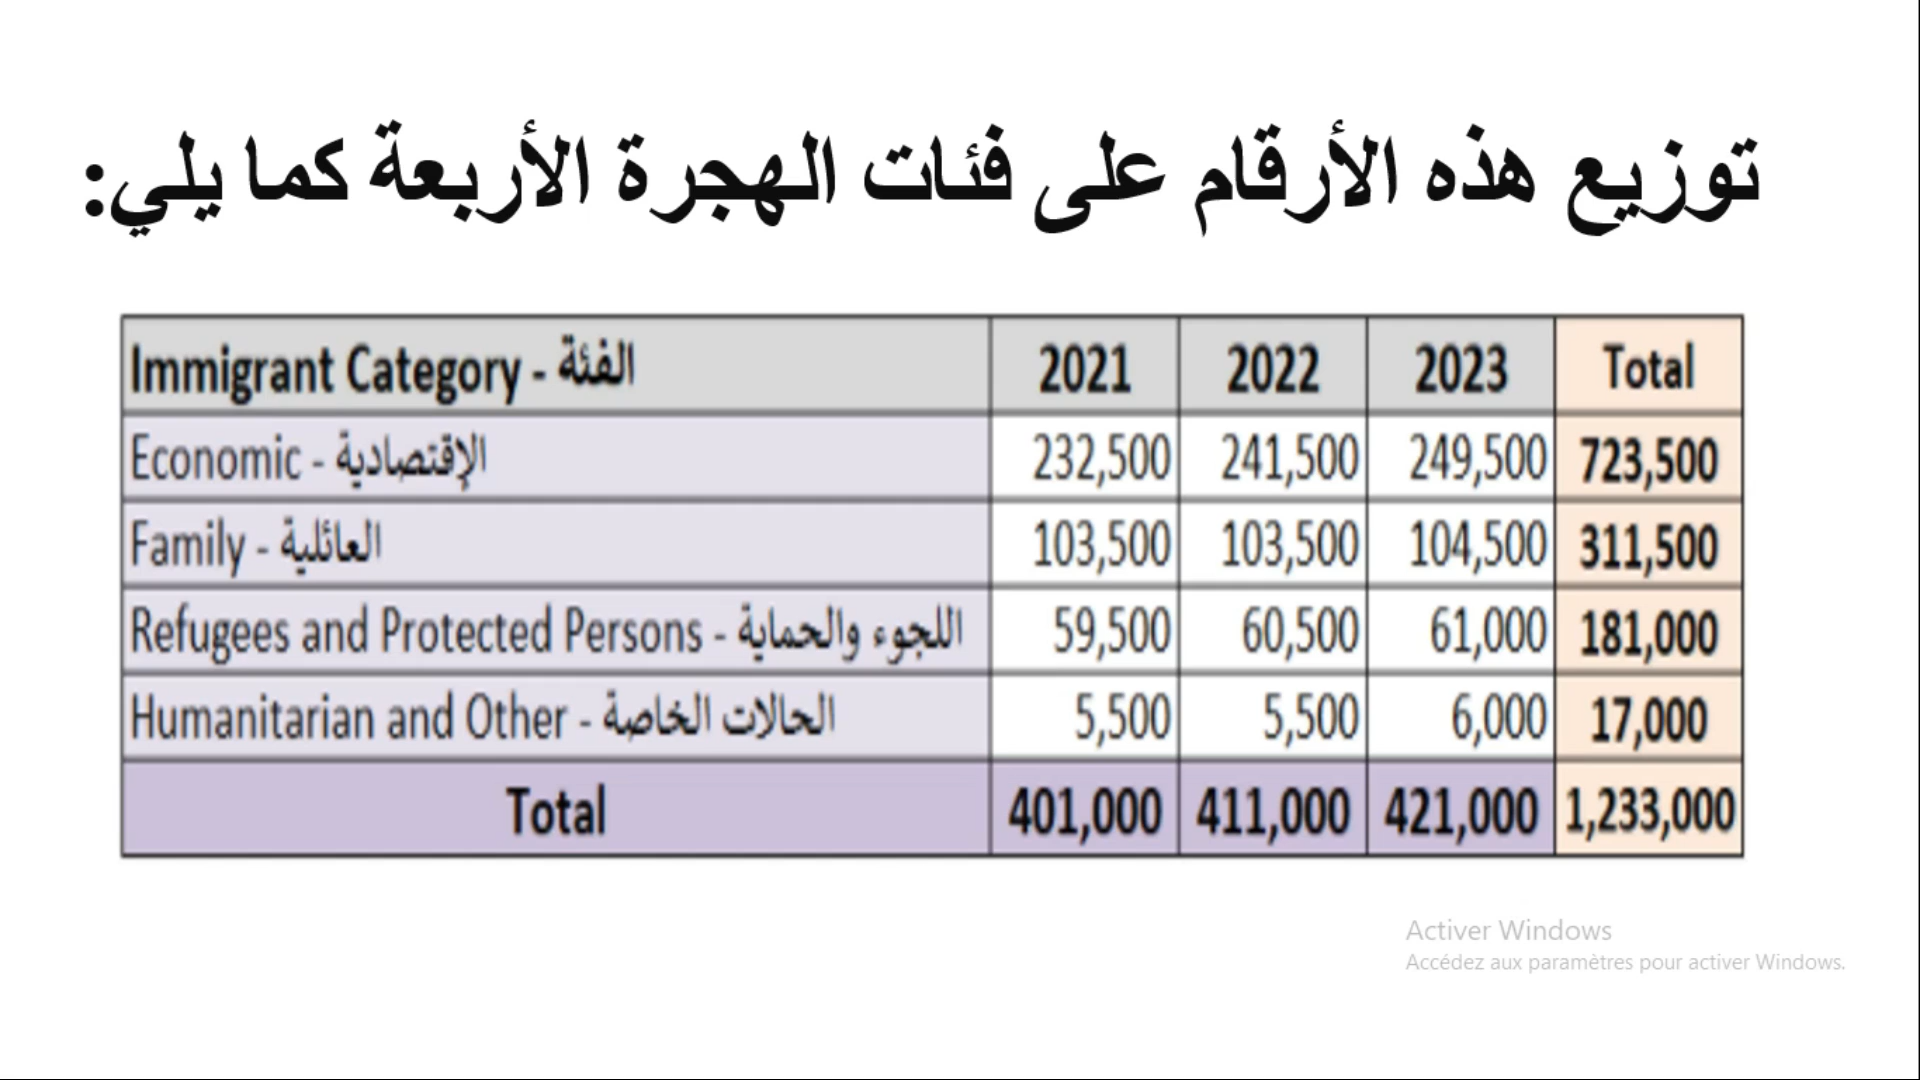 توزيع هذه الأرقام على فئات الهجرة الأربعة كما يلي:
Immigrant Category - الفئة 2021 2022 2023 Total
Economic - الإقتصادية 232,500 241,500 249,500 723,500
Family - العائلية 103,500 103,500 104,500 311,500
Refugees and Protected Persons - اللجوء والحماية 59,500 60,500 61,000 181,000
Humanitarian and Other - الحالات الخاصة 5,500 5,500 6,000 17,000
Total 401,000 411,000 421,000 1,233,000
Activer Windows
Accédez aux paramètres pour activer Windows.